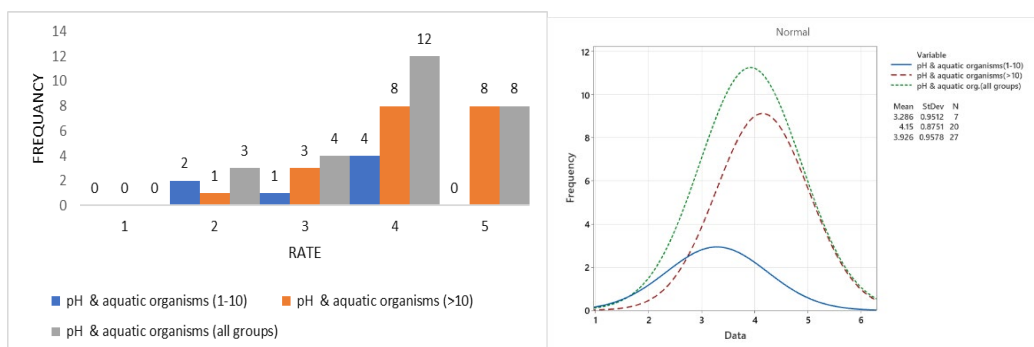 14
12
10
8
6
4
2
0
FREQUANCY
0 0 0 2 1 3 1 3 4 4 8 12 0 8 8
1 2 3 4 5
RATE
pH & aquatic organisms (1-10)
pH & aquatic organisms (>10)
pH & aquatic organisms (all groups)
Normal
12
10
8
6
4
2
0
Frequency
1 2 3 4 5 6
Data
Variable
pH & aquatic organisms(1-10)
pH & aquatic organisms(>10)
pH & aquatic org.(all groups)
Mean StDev N
3.286 0.9512 7
4.15 0.8751 20
3.926 0.9578 27